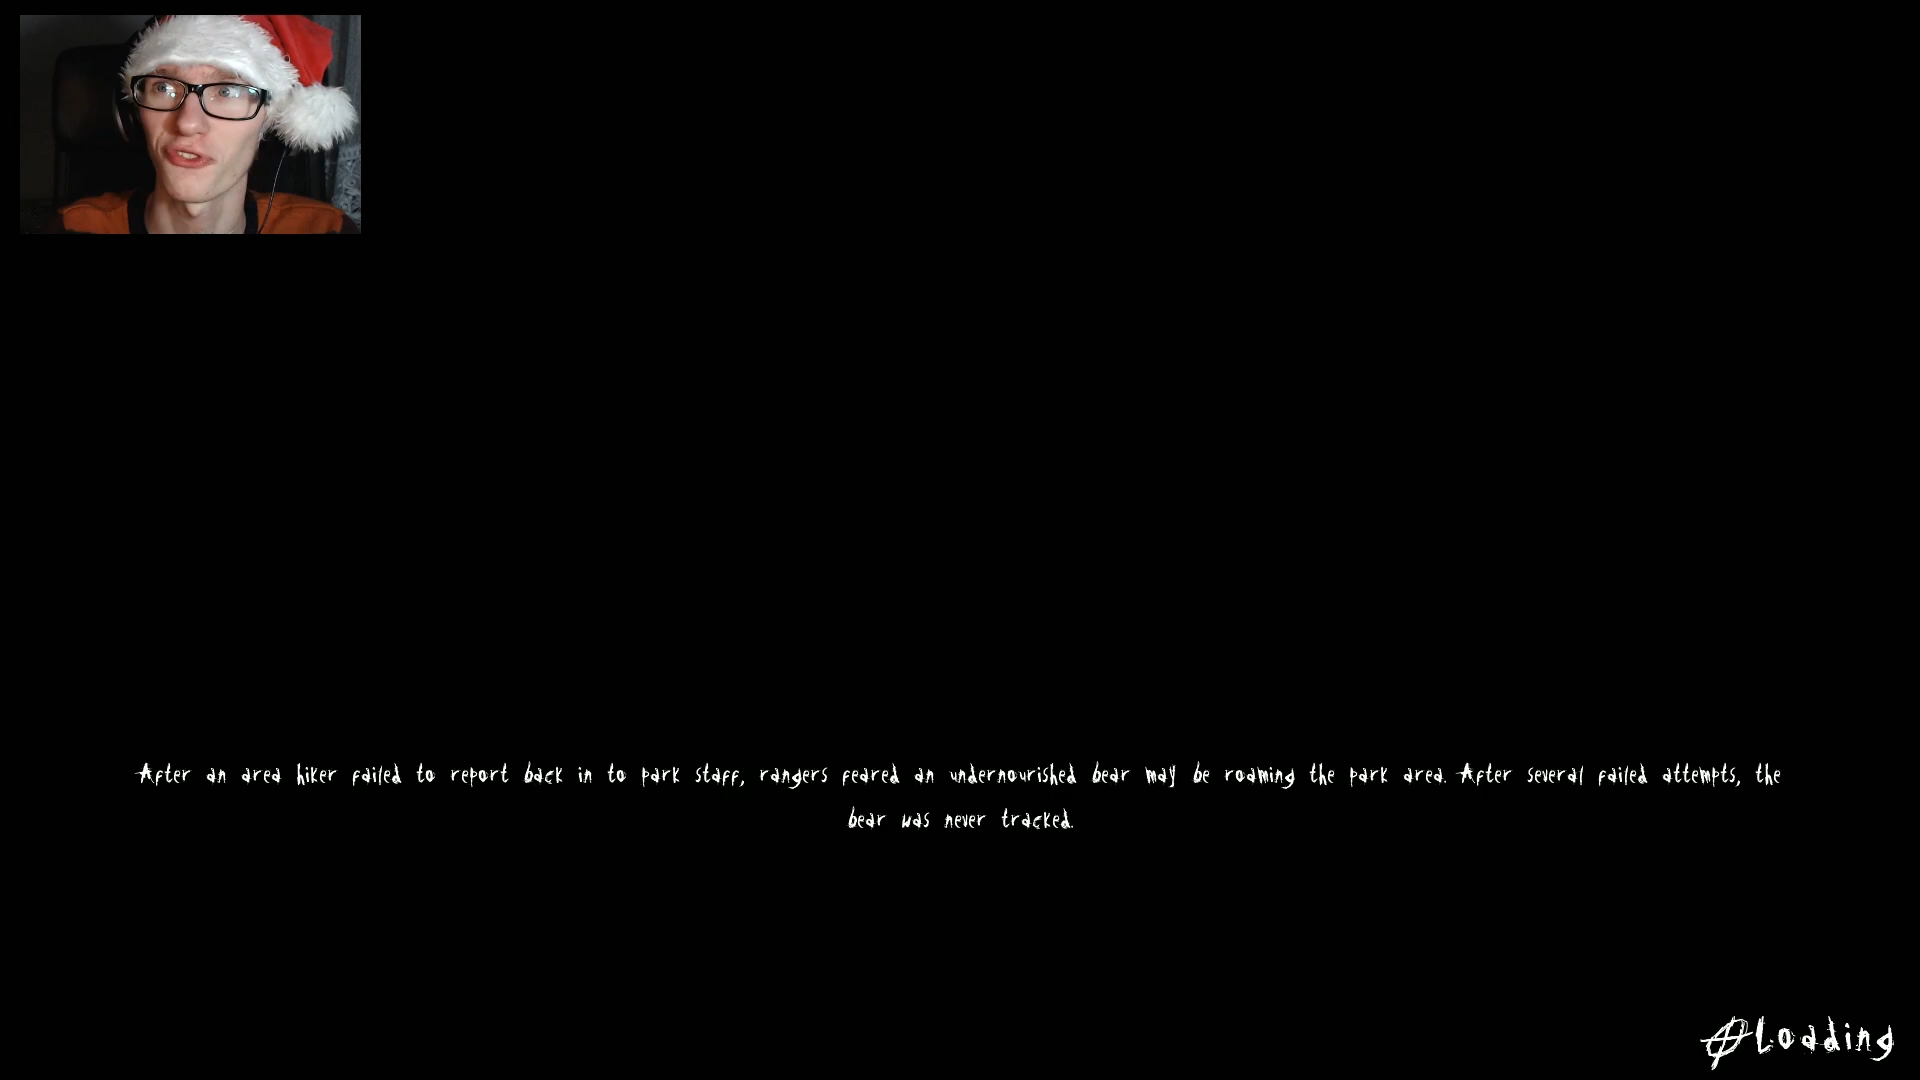 After an area hiker failed to report back in to park staff, rangers feared an undernourished bear may be roaming the park area. After several failed attempts, the
bear was never tracked.
Loading